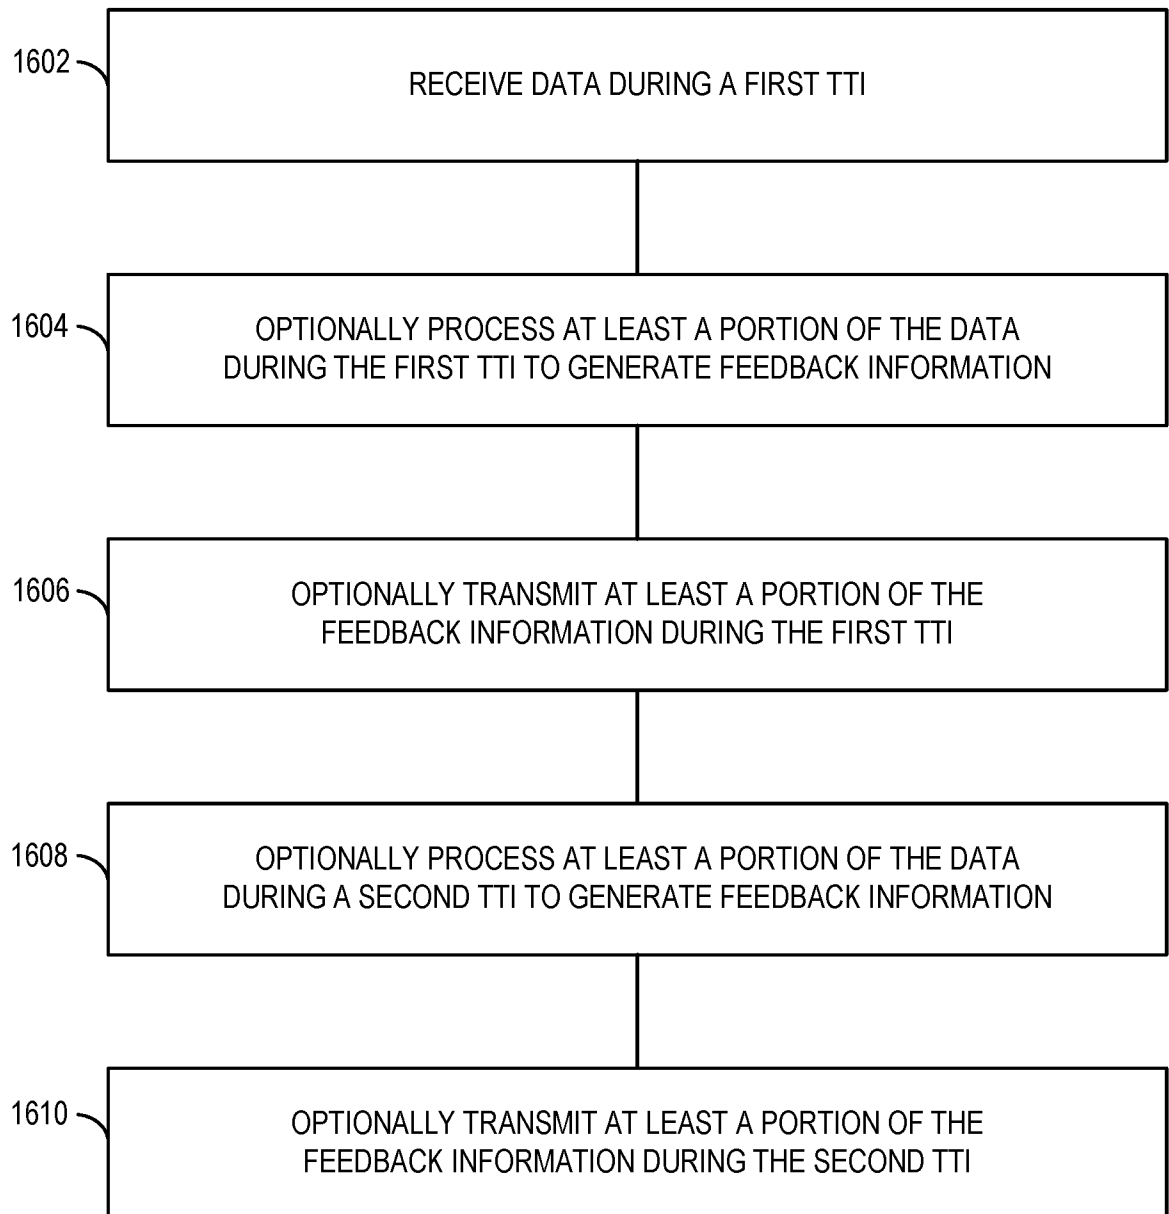 1602
RECEIVE DATA DURING A FIRST TTI
1604
OPTIONALLY PROCESS AT LEAST A PORTION OF THE DATA
DURING THE FIRST TTI TO GENERATE FEEDBACK INFORMATION
1606
OPTIONALLY TRANSMIT AT LEAST A PORTION OF THE
FEEDBACK INFORMATION DURING THE FIRST TTI
1608
OPTIONALLY PROCESS AT LEAST A PORTION OF THE DATA
DURING A SECOND TTI TO GENERATE FEEDBACK INFORMATION
1610
OPTIONALLY TRANSMIT AT LEAST A PORTION OF THE
FEEDBACK INFORMATION DURING THE SECOND TTI